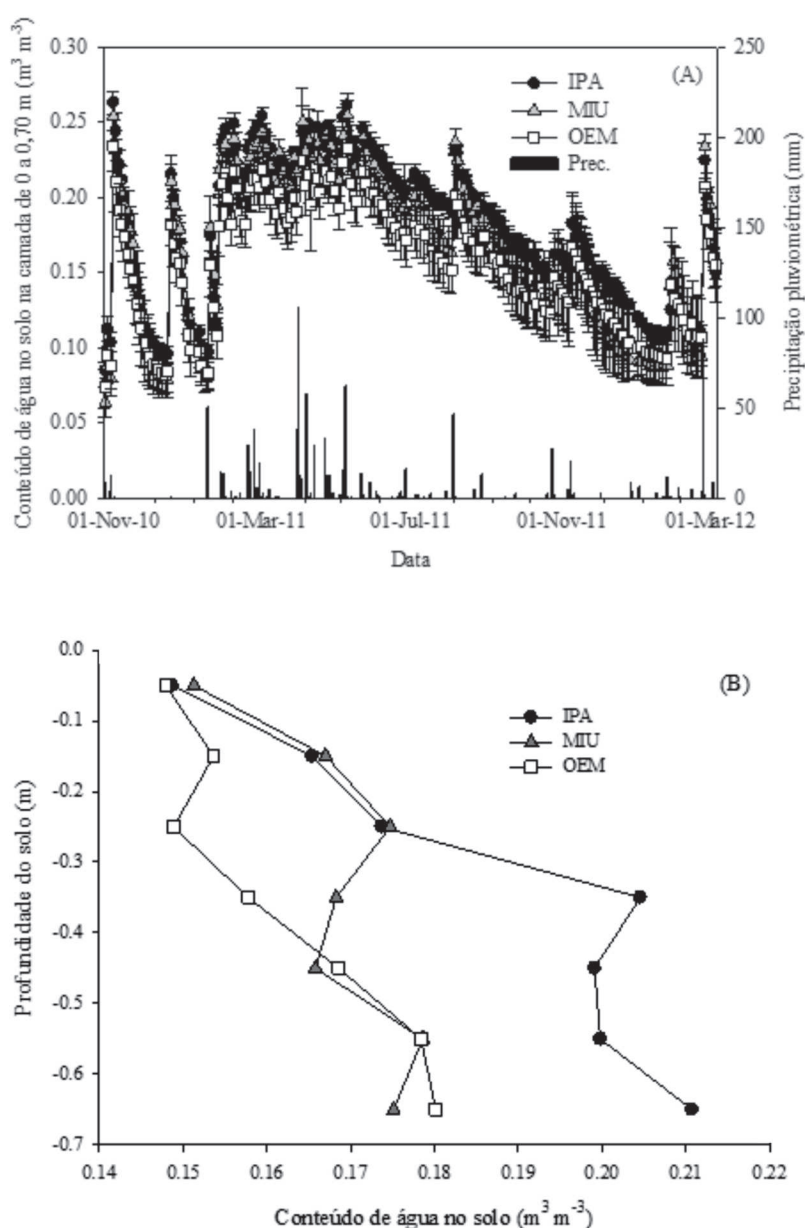 Conteúdo de água no solo na camada de 0 a 0,70 m (m³ m⁻³)
0.30
0.25
0.20
0.15
0.10
0.05
0.00
IPA
MIU
OEM
Prec.
(A)
250
200
150
100
50
0
Precipitação pluviométrica (mm)
01-Nov-10 01-Mar-11 01-Jul-11 01-Nov-11 01-Mar-12
Data
Profundidade do solo (m)
0.0
-0.1
-0.2
-0.3
-0.4
-0.5
-0.6
-0.7
(B)
IPA
MIU
OEM
0.14 0.15 0.16 0.17 0.18 0.19 0.20 0.21 0.22
Conteúdo de água no solo (m³ m⁻³)